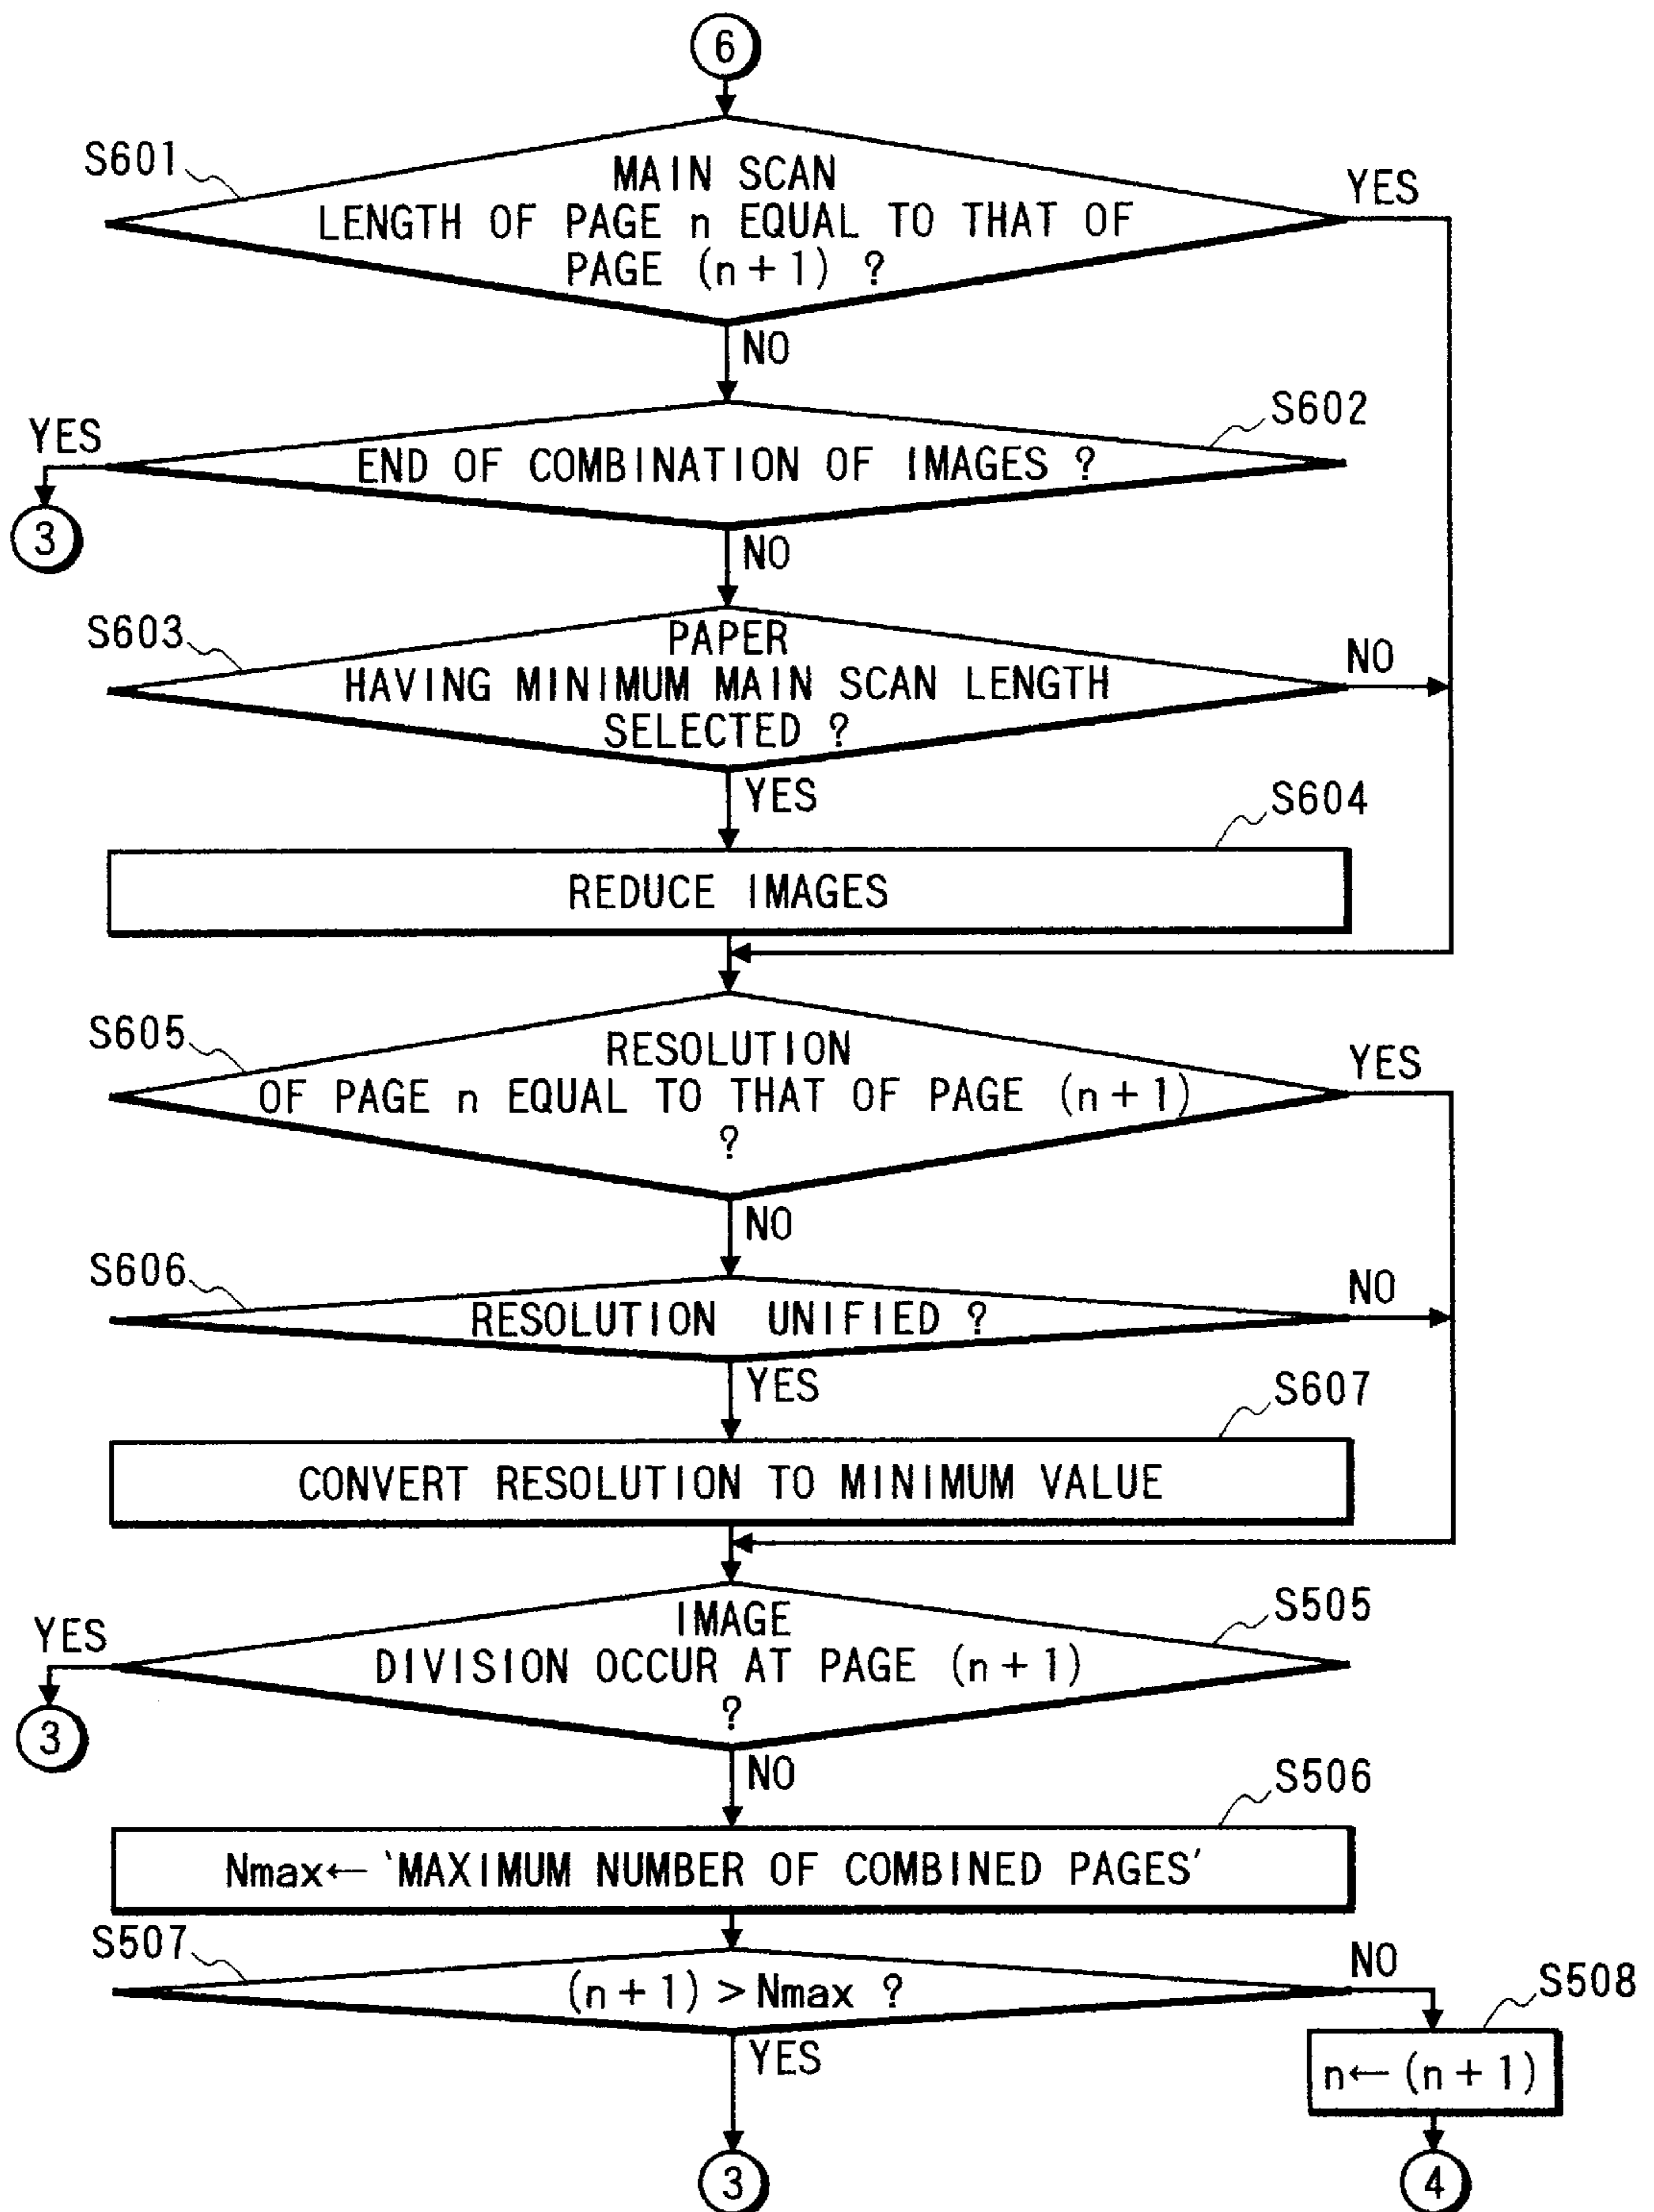 6
S601
MAIN SCAN
LENGTH OF PAGE n EQUAL TO THAT OF
PAGE (n+1) ?
YES
NO
S602
YES
END OF COMBINATION OF IMAGES ?
3
NO
S603
PAPER
HAVING MINIMUM MAIN SCAN LENGTH
SELECTED ?
NO
YES
S604
REDUCE IMAGES
S605
RESOLUTION
OF PAGE n EQUAL TO THAT OF PAGE (n+1)
?
YES
NO
S606
RESOLUTION UNIFIED ?
NO
YES
S607
CONVERT RESOLUTION TO MINIMUM VALUE
S505
YES
IMAGE
DIVISION OCCUR AT PAGE (n+1)
?
3
NO
S506
Nmax← 'MAXIMUM NUMBER OF COMBINED PAGES'
S507
(n+1) > Nmax ?
NO
S508
YES
n← (n+1)
3
4